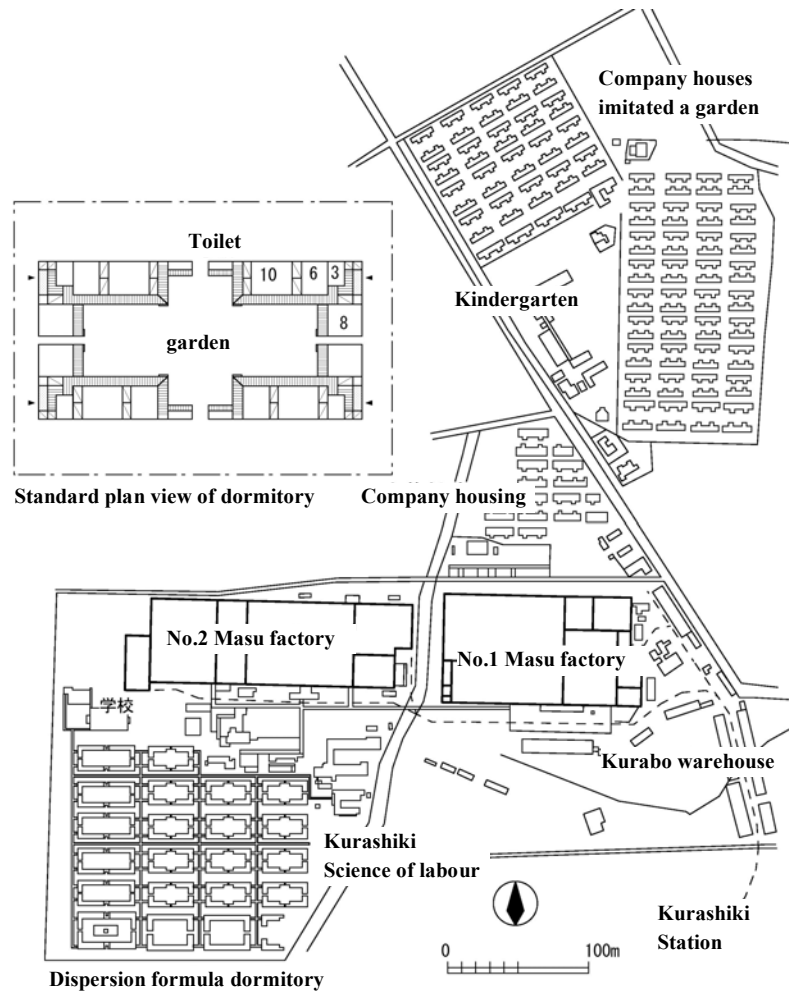 Company houses
imitated a garden
Toilet
10 6 3
8
Kindergarten
garden
Standard plan view of dormitory
Company housing
No.2 Masu factory
No.1 Masu factory
学校
Kurabo warehouse
Kurashiki
Science of labour
Kurashiki
Station
0 100m
Dispersion formula dormitory